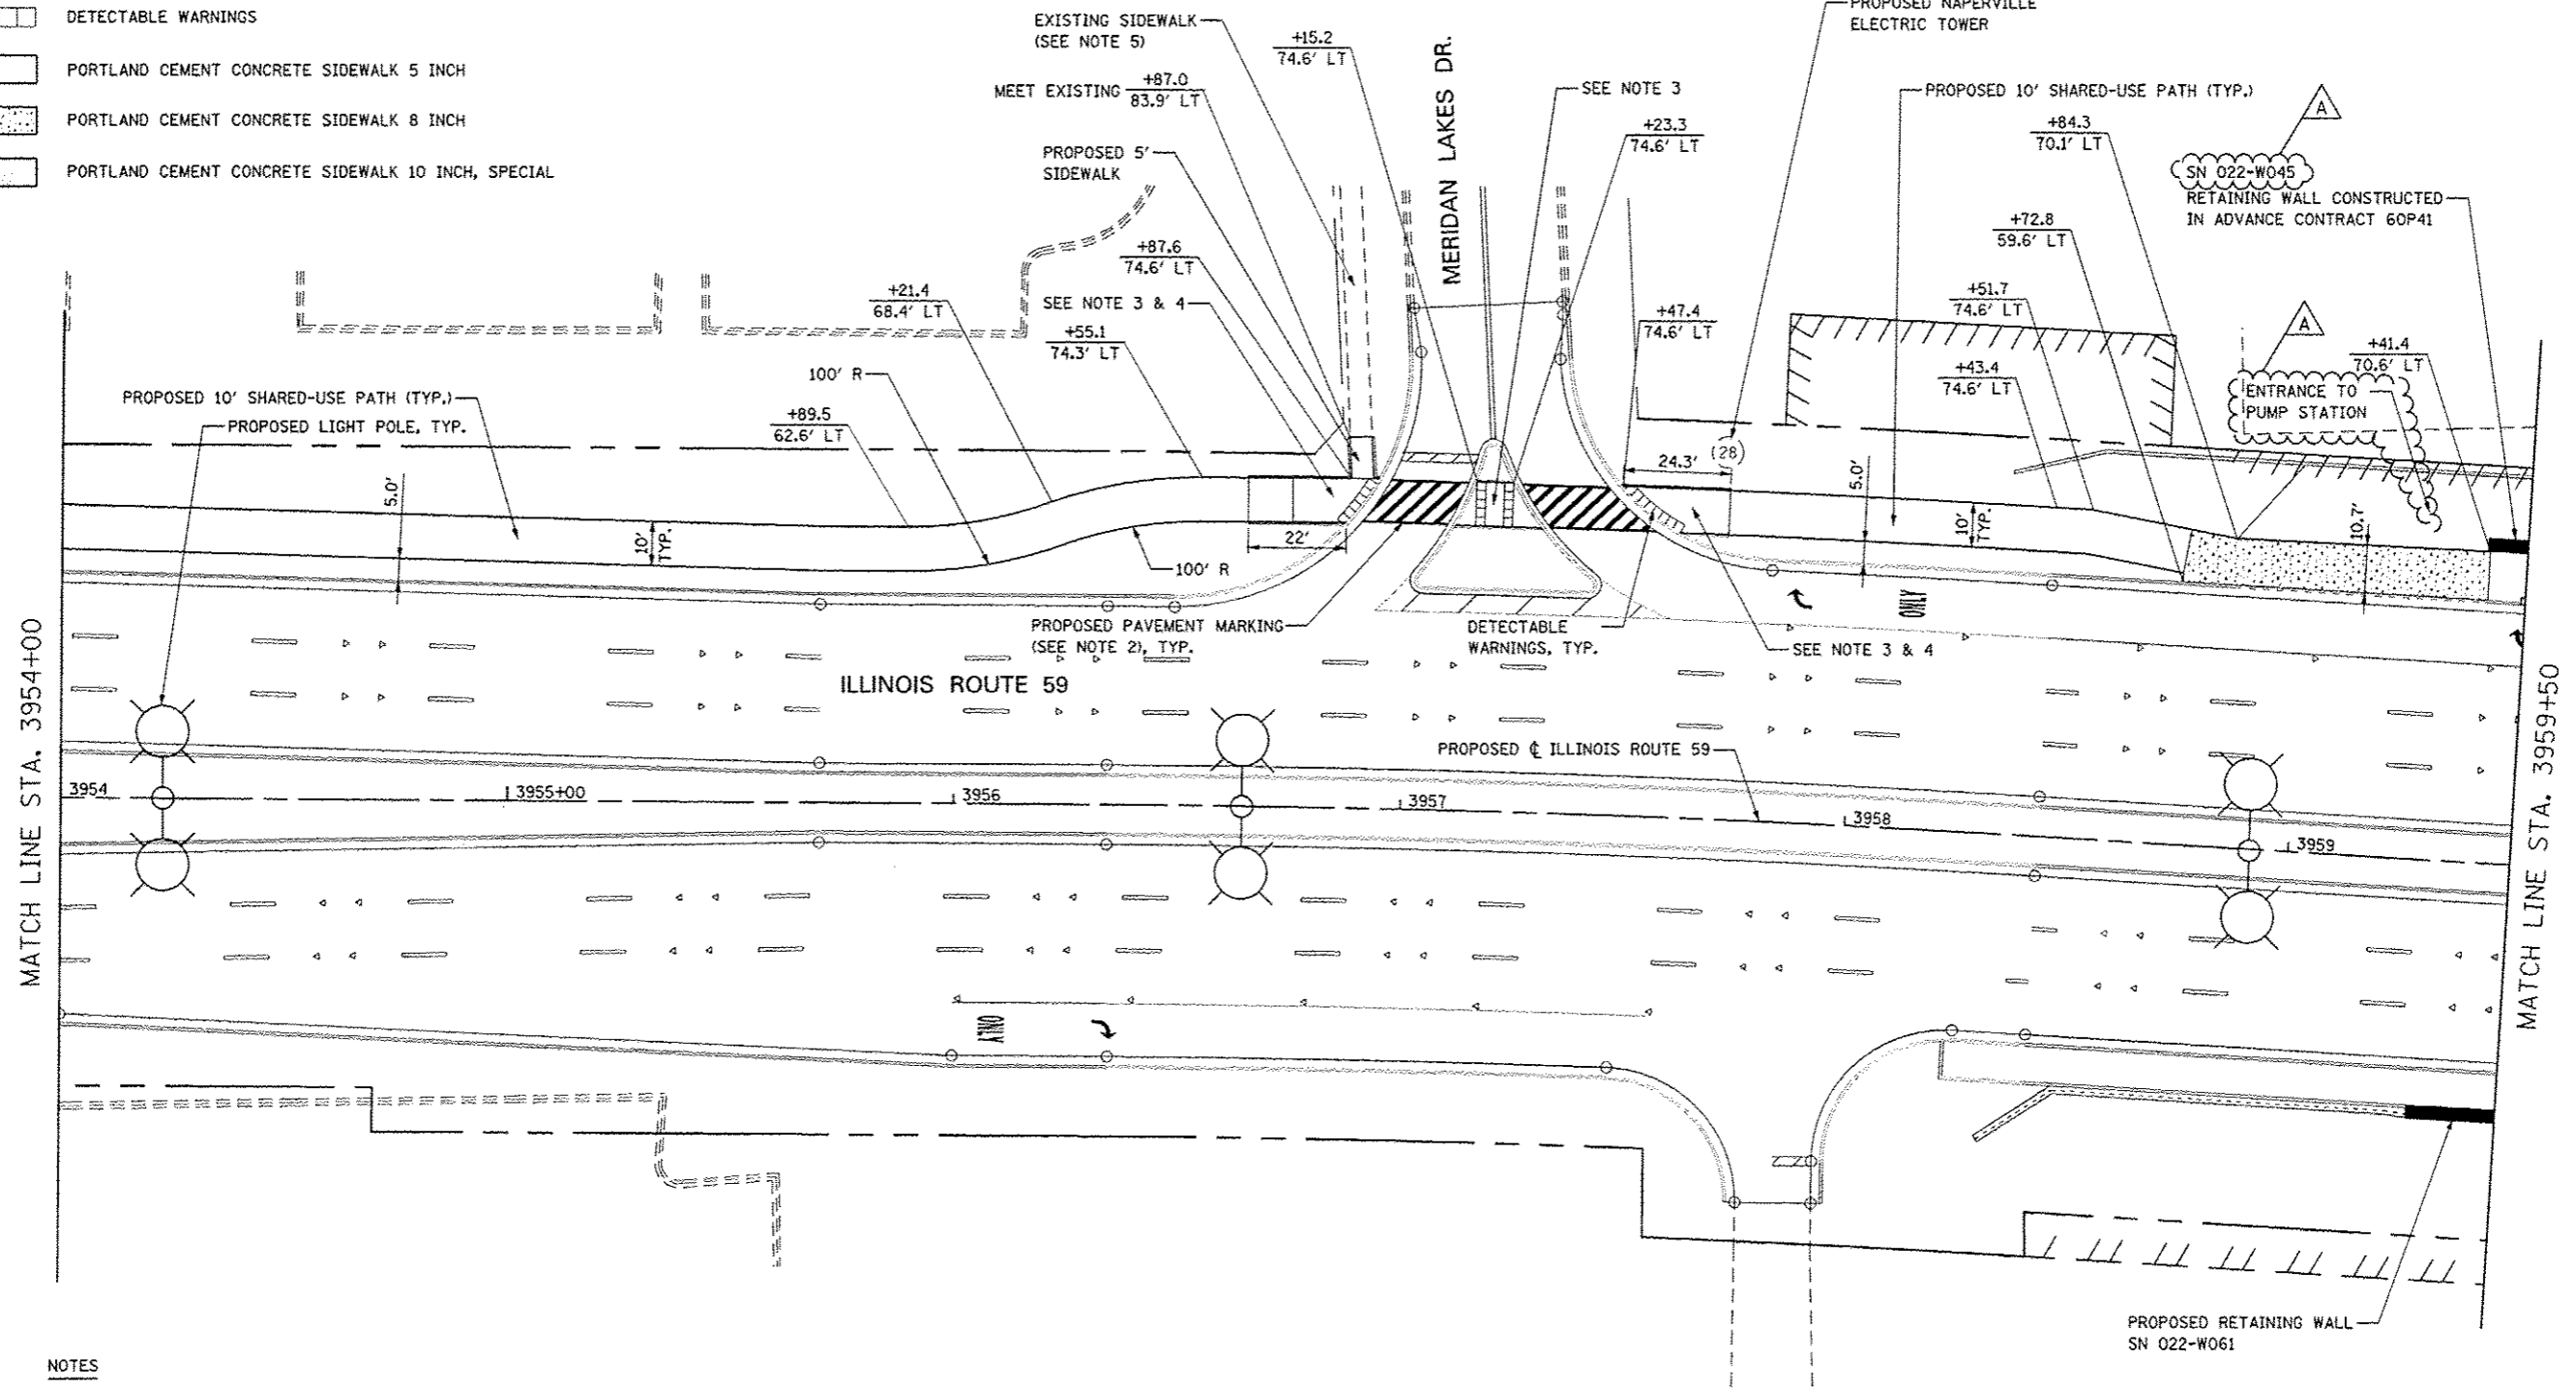 DETECTABLE WARNINGS
PORTLAND CEMENT CONCRETE SIDEWALK 5 INCH
PORTLAND CEMENT CONCRETE SIDEWALK 8 INCH
PORTLAND CEMENT CONCRETE SIDEWALK 10 INCH, SPECIAL
EXISTING SIDEWALK
(SEE NOTE 5)
MEET EXISTING
+87.0
83.9' LT
PROPOSED 5'
SIDEWALK
+87.6
74.6' LT
SEE NOTE 3 & 4
+55.1
74.3' LT
+21.4
68.4' LT
100' R
+89.5
62.6' LT
PROPOSED 10' SHARED-USE PATH (TYP.)
PROPOSED LIGHT POLE, TYP.
+15.2
74.6' LT
MERIDAN LAKES DR.
SEE NOTE 3
+23.3
74.6' LT
PROPOSED NAPERVILLE
ELECTRIC TOWER
PROPOSED 10' SHARED-USE PATH (TYP.)
+84.3
70.1' LT
A
SN 022-W045
RETAINING WALL CONSTRUCTED
IN ADVANCE CONTRACT 60P41
+72.8
59.6' LT
+51.7
74.6' LT
+47.4
74.6' LT
+43.4
74.6' LT
A
ENTRANCE TO
PUMP STATION
+41.4
70.6' LT
(28)
24.3'
5.0'
10'
TYP.
22'
100' R
5.0'
10'
TYP.
10.7'
PROPOSED PAVEMENT MARKING
(SEE NOTE 2), TYP.
DETECTABLE
WARNINGS, TYP.
SEE NOTE 3 & 4
ONLY
ILLINOIS ROUTE 59
PROPOSED ℄ ILLINOIS ROUTE 59
3954
3955+00
3956
3957
3958
3959
MATCH LINE STA. 3954+00
MATCH LINE STA. 3959+50
ONLY
PROPOSED RETAINING WALL
SN 022-W061
NOTES